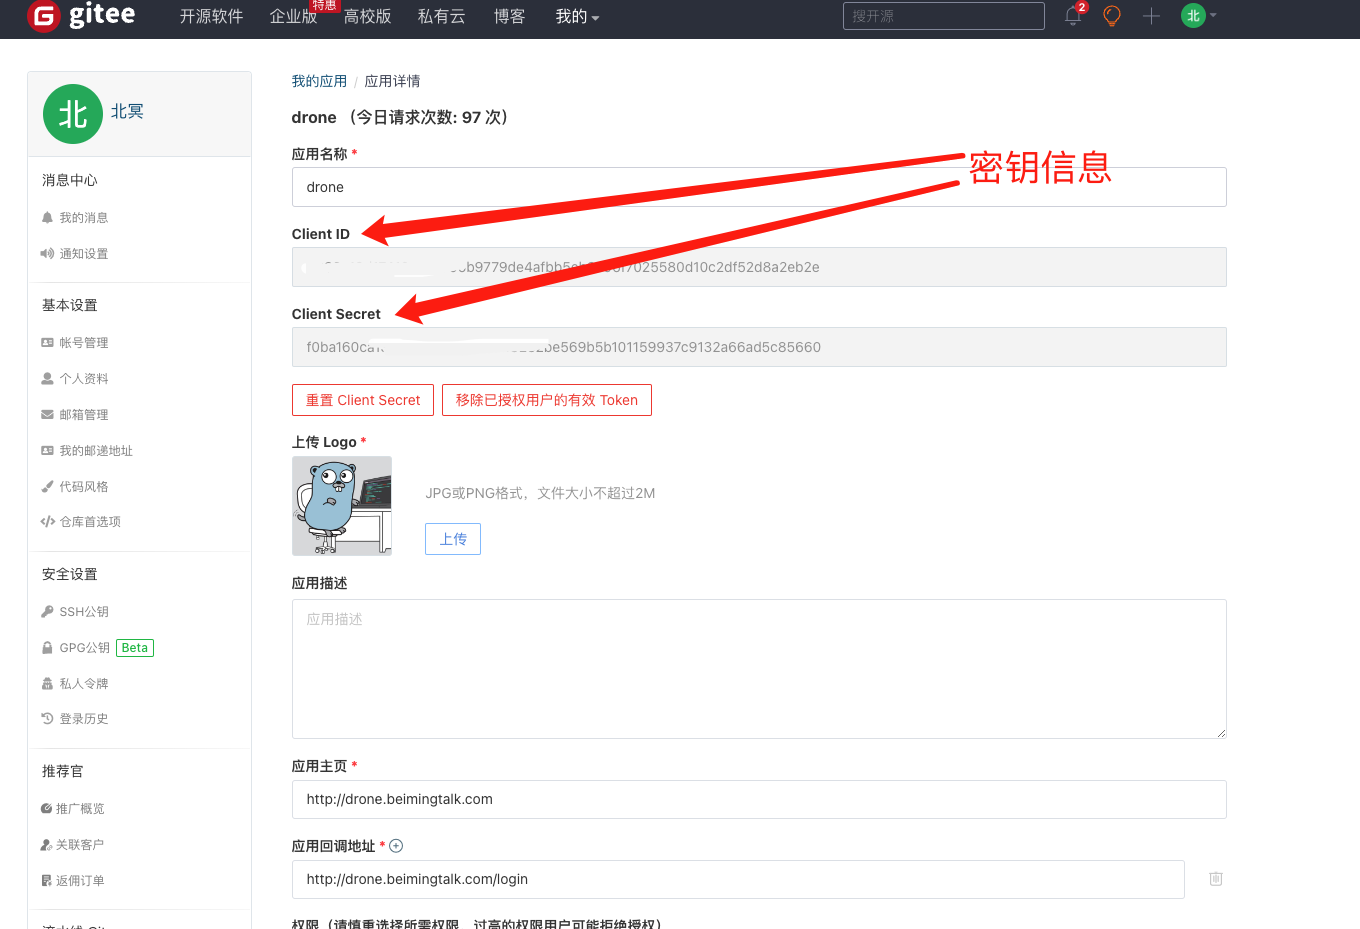 gitee
开源软件
企业版
特惠
高校版
私有云
博客
我的
搜开源
2
北
北
北冥
消息中心
我的消息
通知设置
基本设置
帐号管理
个人资料
邮箱管理
我的邮递地址
代码风格
仓库首选项
安全设置
SSH公钥
GPG公钥 Beta
私人令牌
登录历史
推荐官
推广概览
关联客户
返佣订单
我的应用 / 应用详情
drone （今日请求次数: 97 次）
应用名称 *
drone
密钥信息
Client ID
Client Secret
重置 Client Secret
移除已授权用户的有效 Token
上传 Logo *
JPG或PNG格式，文件大小不超过2M
上传
应用描述
应用描述
应用主页 *
http://drone.beimingtalk.com
应用回调地址 *
http://drone.beimingtalk.com/login
权限（请慎重选择所需权限，过高的权限用户可能拒绝授权）